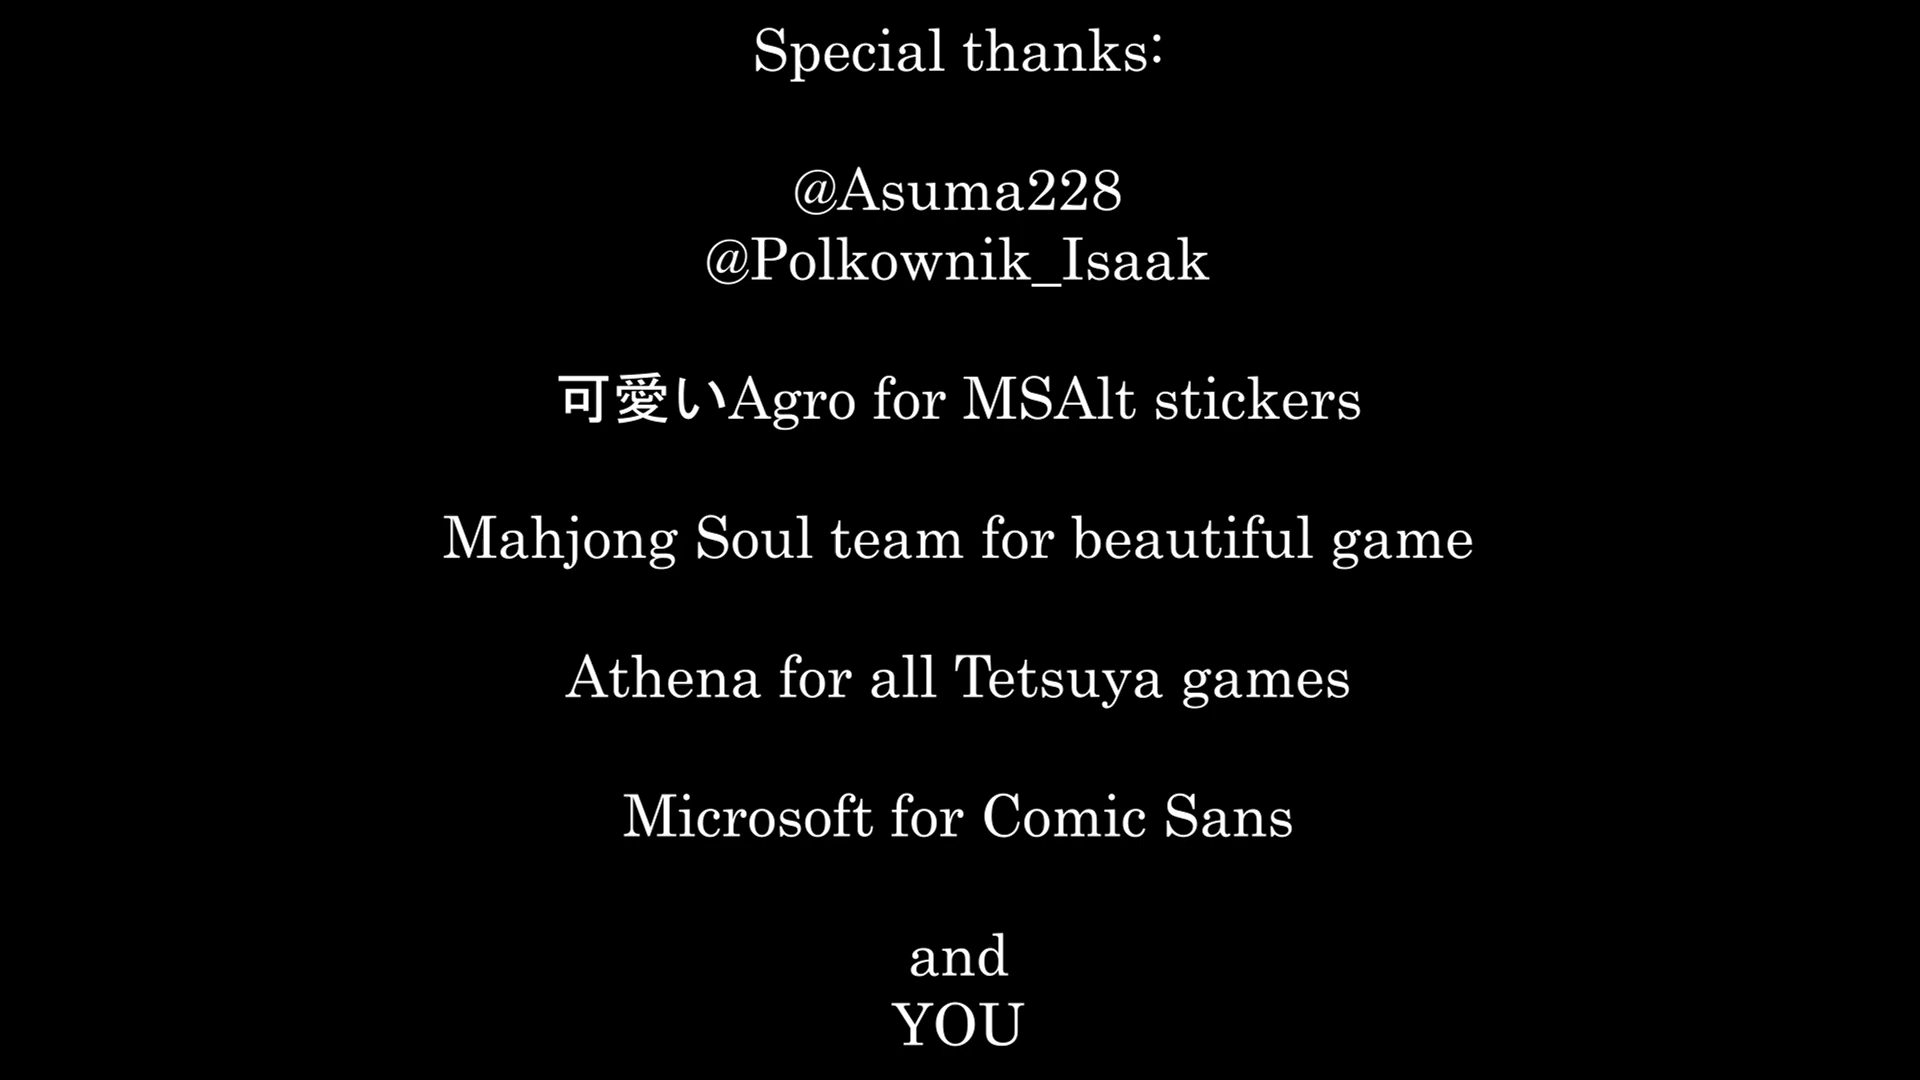 Special thanks:
@Asuma228
@Polkownik_Isaak
可愛いAgro for MSAlt stickers
Mahjong Soul team for beautiful game
Athena for all Tetsuya games
Microsoft for Comic Sans
and
YOU